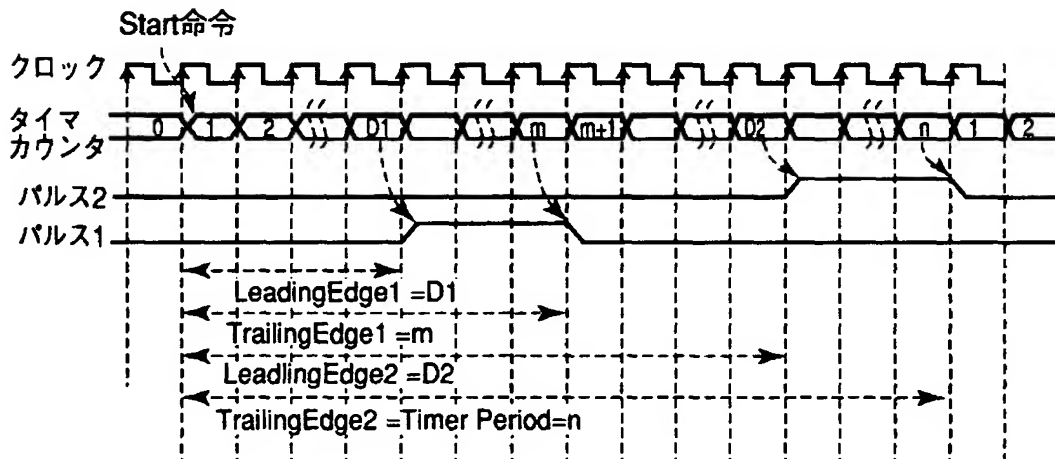 Start命令
クロック
タイマ
カウンタ
0 1 2 D1 m m+1 D2 n 1 2
パルス2
パルス1
LeadingEdge1 =D1
TrailingEdge1 =m
LeadlingEdge2 =D2
TrailingEdge2 =Timer Period=n